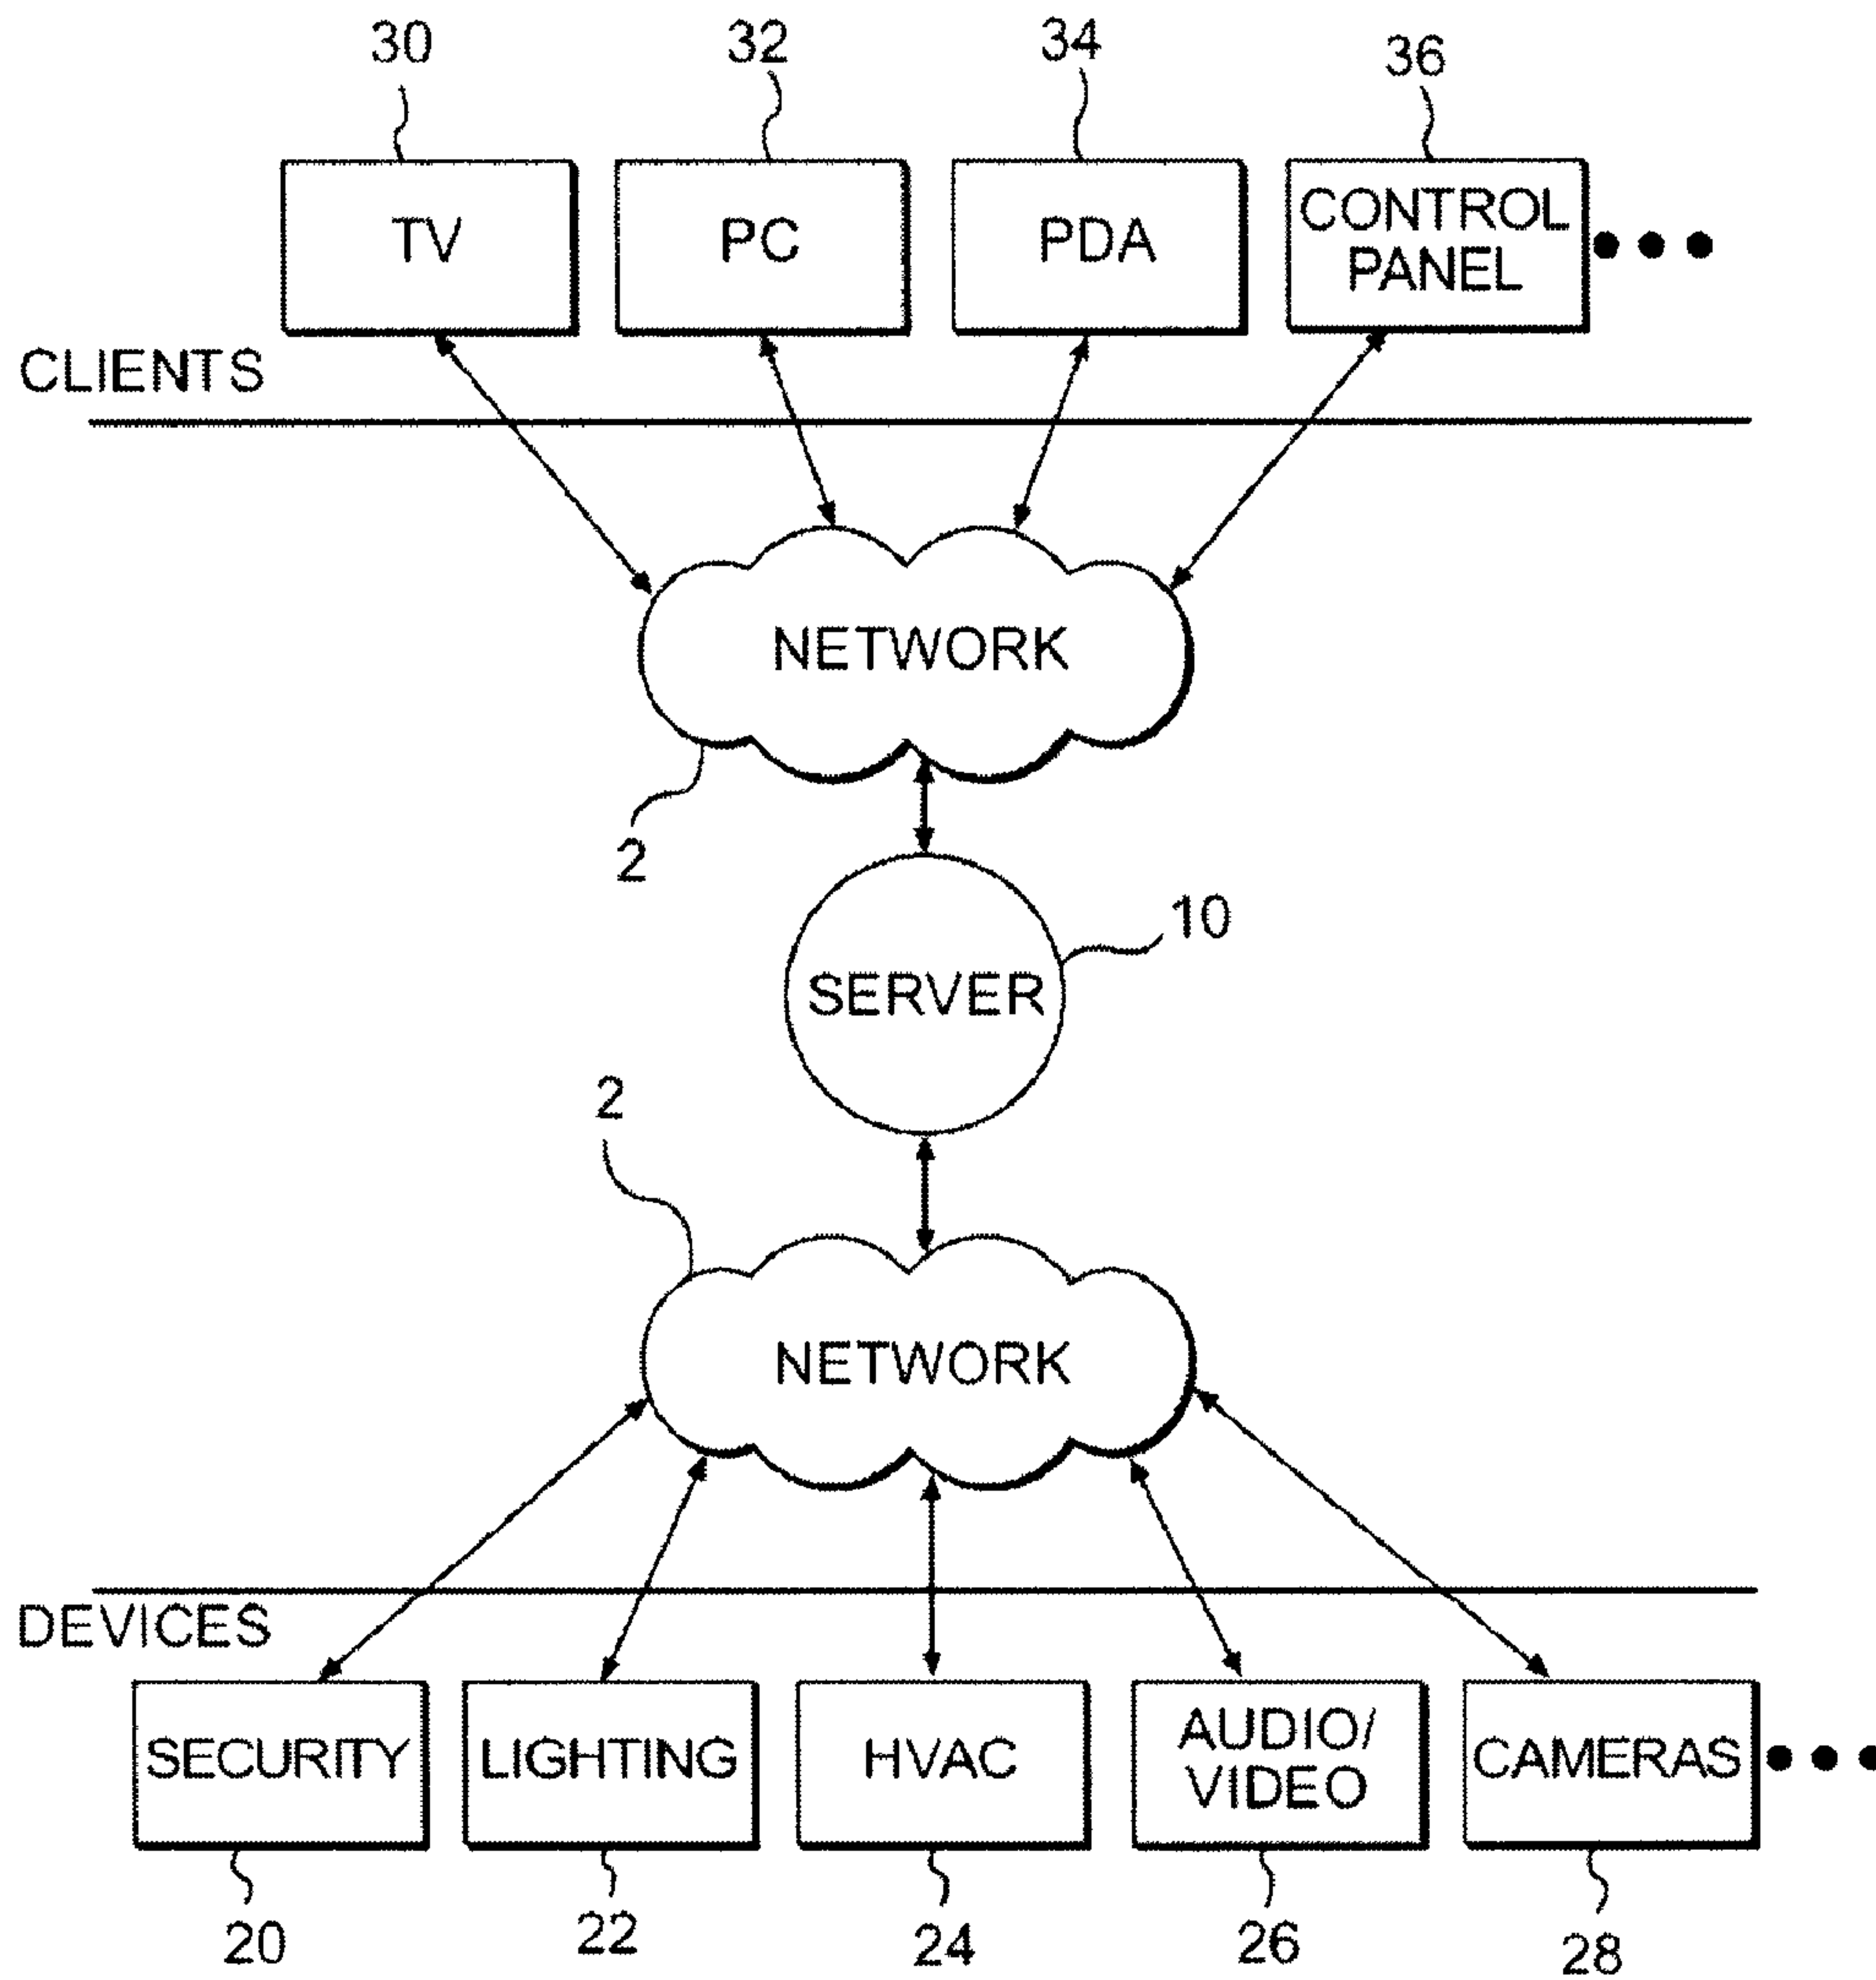 30
32
34
36
TV
PC
PDA
CONTROL
PANEL
CLIENTS
NETWORK
2
10
SERVER
2
NETWORK
DEVICES
SECURITY
LIGHTING
HVAC
AUDIO/
VIDEO
CAMERAS
20
22
24
26
28